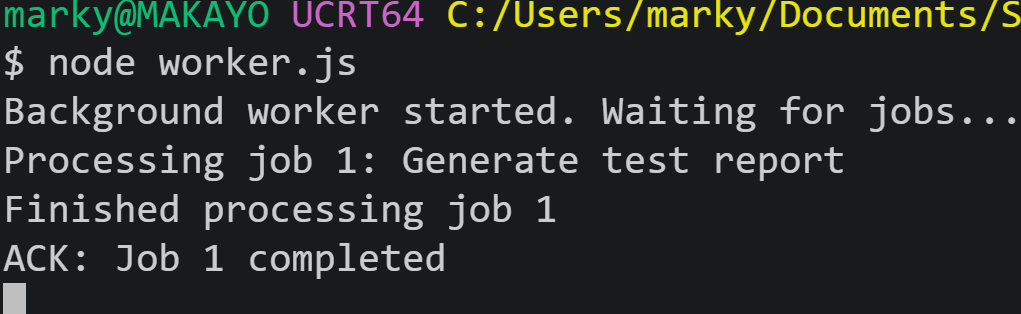 marky@MAKAYO UCRT64 C:/Users/marky/Documents/S
$ node worker.js
Background worker started. Waiting for jobs...
Processing job 1: Generate test report
Finished processing job 1
ACK: Job 1 completed